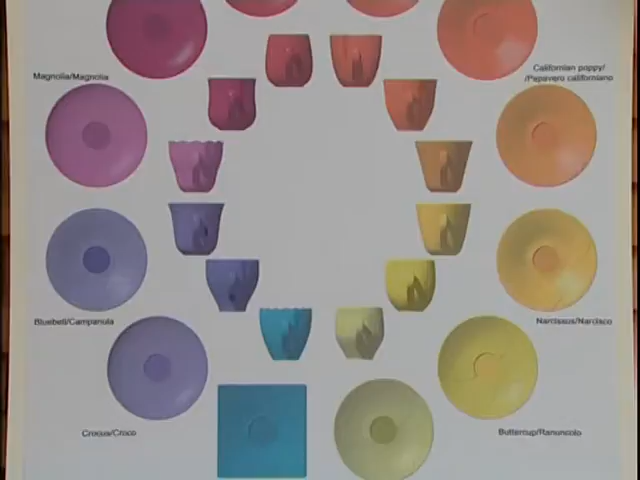 Magnolia/Magnolia
Californian poppy/
/Papavero californiano
Bluebell/Campanula
Narcissus/Narciso
Crocus/Croco
Buttercup/Ranuncolo